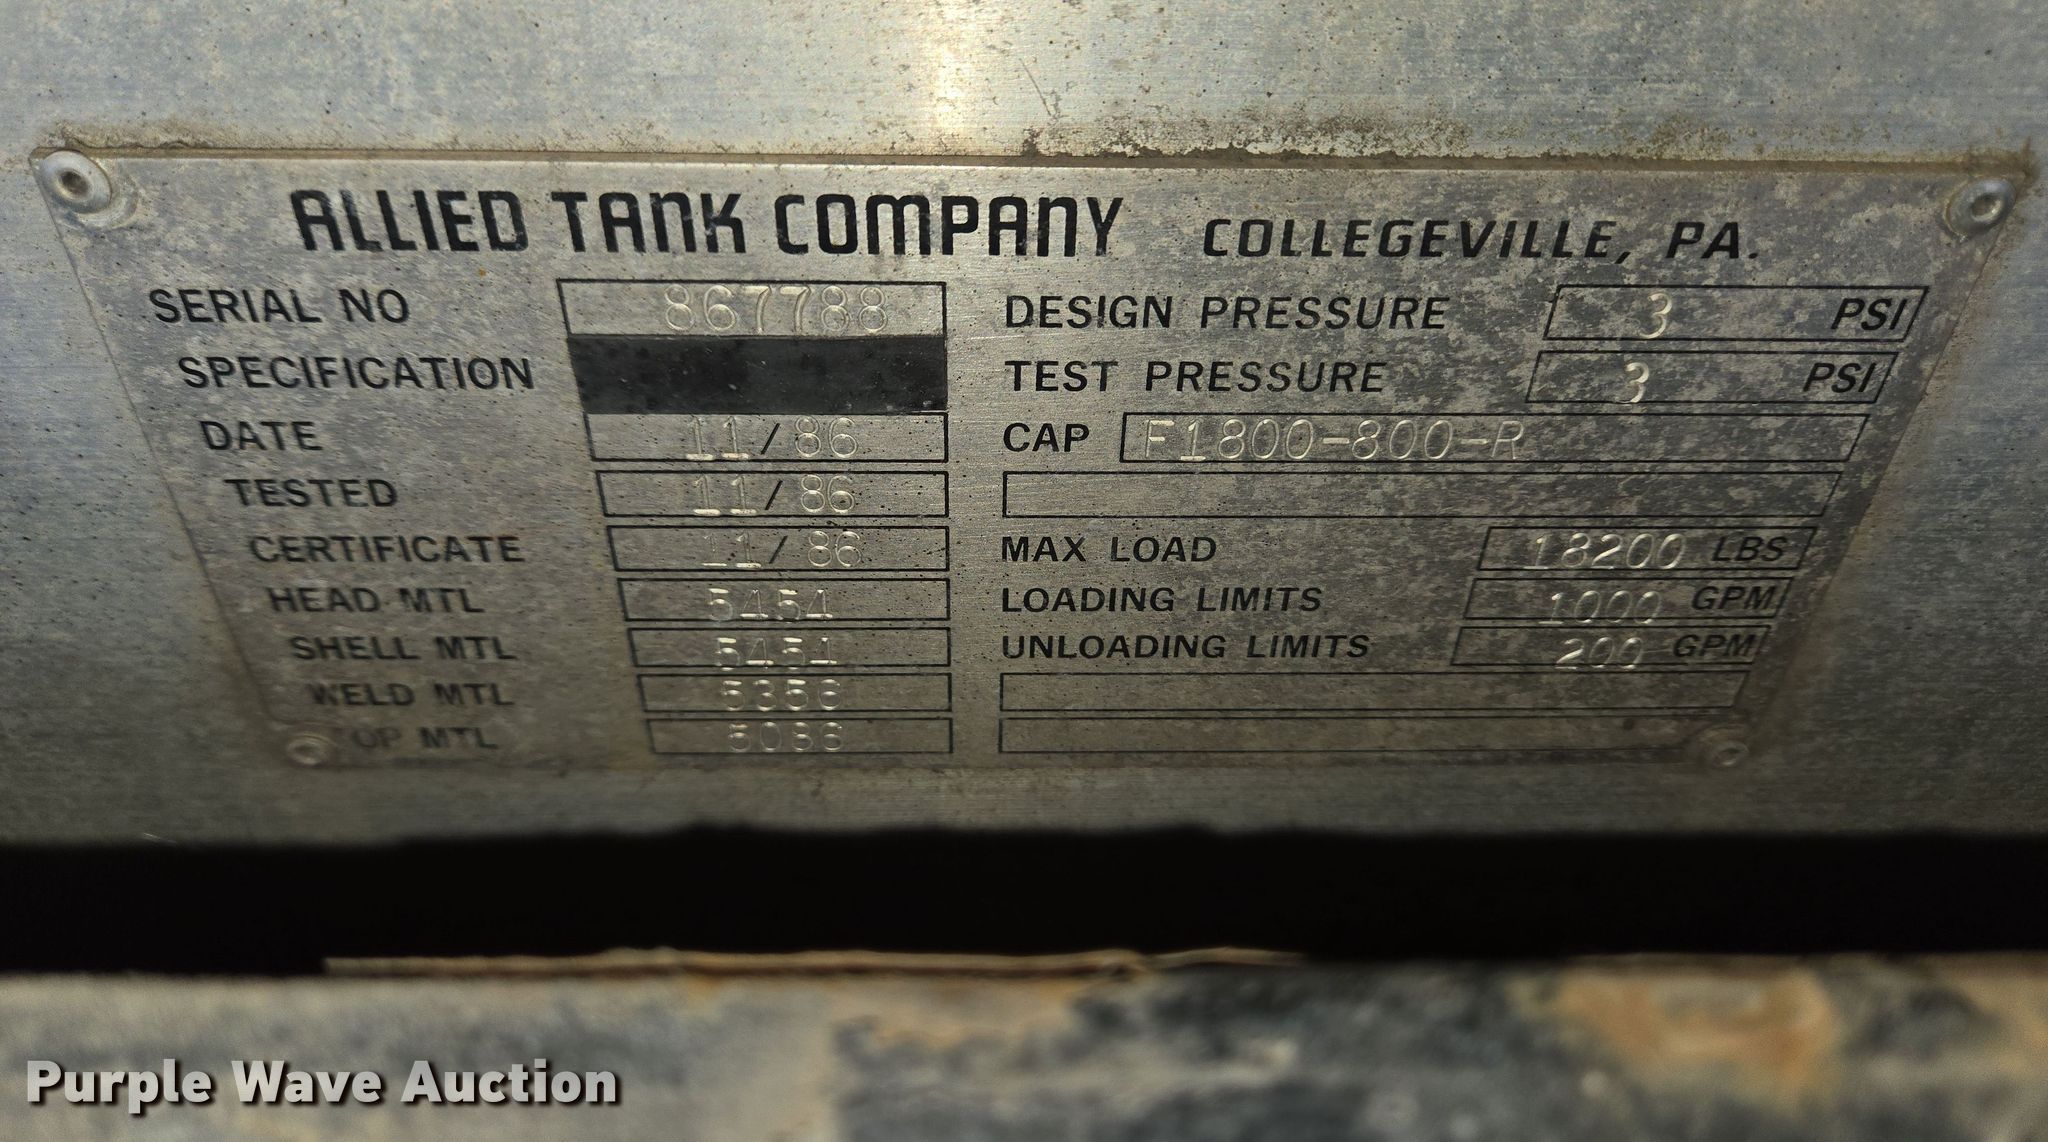 ALLIED TANK COMPANY COLLEGEVILLE, PA.
SERIAL NO 867788
SPECIFICATION
DATE 11/86
TESTED 11/86
CERTIFICATE 11/86
HEAD MTL 5454
SHELL MTL 5454
WELD MTL 5356
TOP MTL
DESIGN PRESSURE 3 PSI
TEST PRESSURE 3 PSI
CAP F1800-800-R
MAX LOAD 18200 LBS
LOADING LIMITS 1000 GPM
UNLOADING LIMITS 200 GPM
Purple Wave Auction